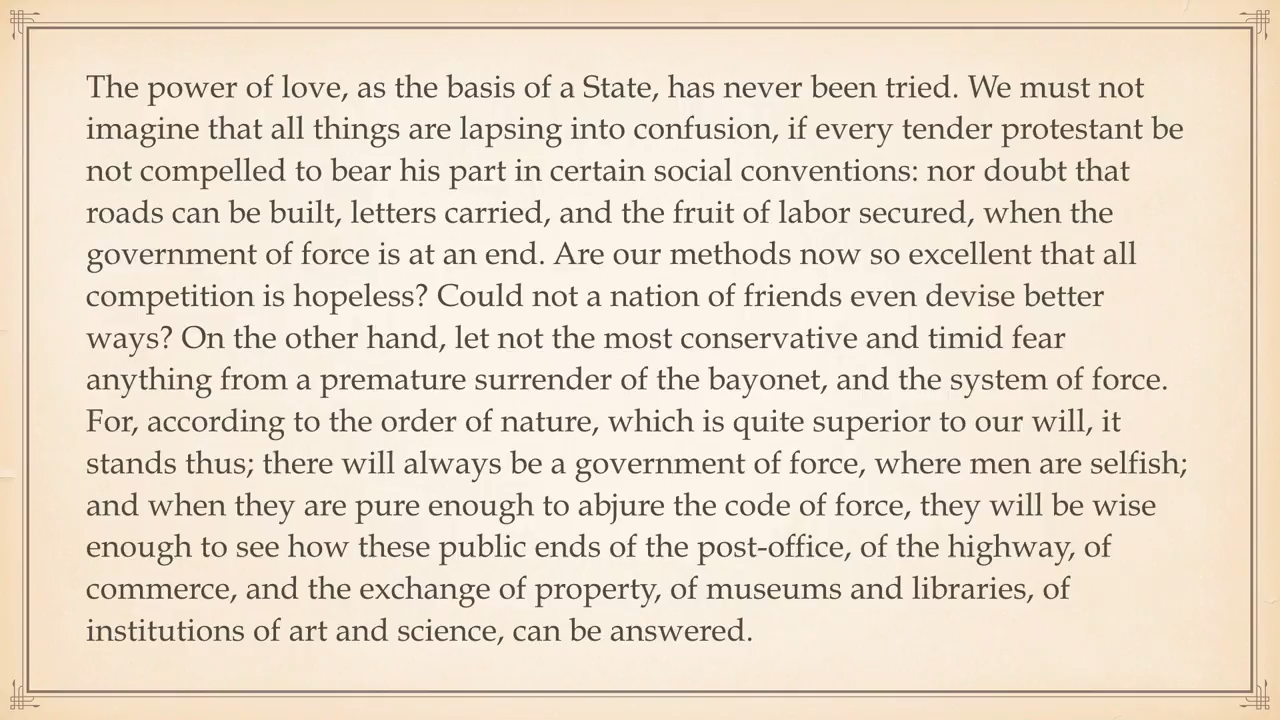 The power of love, as the basis of a State, has never been tried. We must not
imagine that all things are lapsing into confusion, if every tender protestant be
not compelled to bear his part in certain social conventions: nor doubt that
roads can be built, letters carried, and the fruit of labor secured, when the
government of force is at an end. Are our methods now so excellent that all
competition is hopeless? Could not a nation of friends even devise better
ways? On the other hand, let not the most conservative and timid fear
anything from a premature surrender of the bayonet, and the system of force.
For, according to the order of nature, which is quite superior to our will, it
stands thus; there will always be a government of force, where men are selfish;
and when they are pure enough to abjure the code of force, they will be wise
enough to see how these public ends of the post-office, of the highway, of
commerce, and the exchange of property, of museums and libraries, of
institutions of art and science, can be answered.